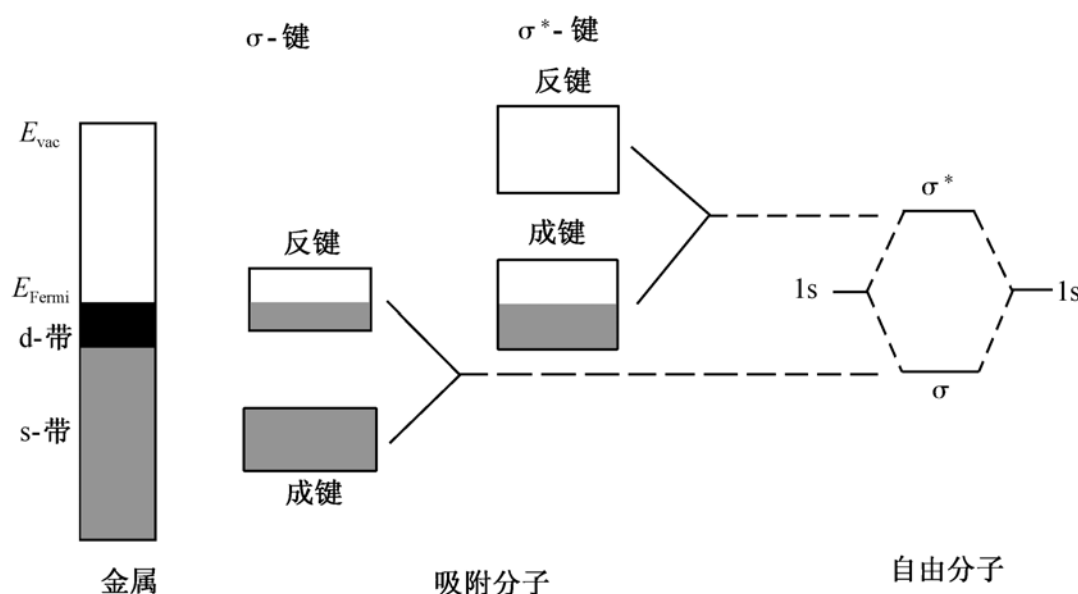 σ-键
σ*-键
反键
E_vac
σ*
反键
成键
E_Fermi
1s
1s
d-带
σ
s-带
成键
金属
吸附分子
自由分子